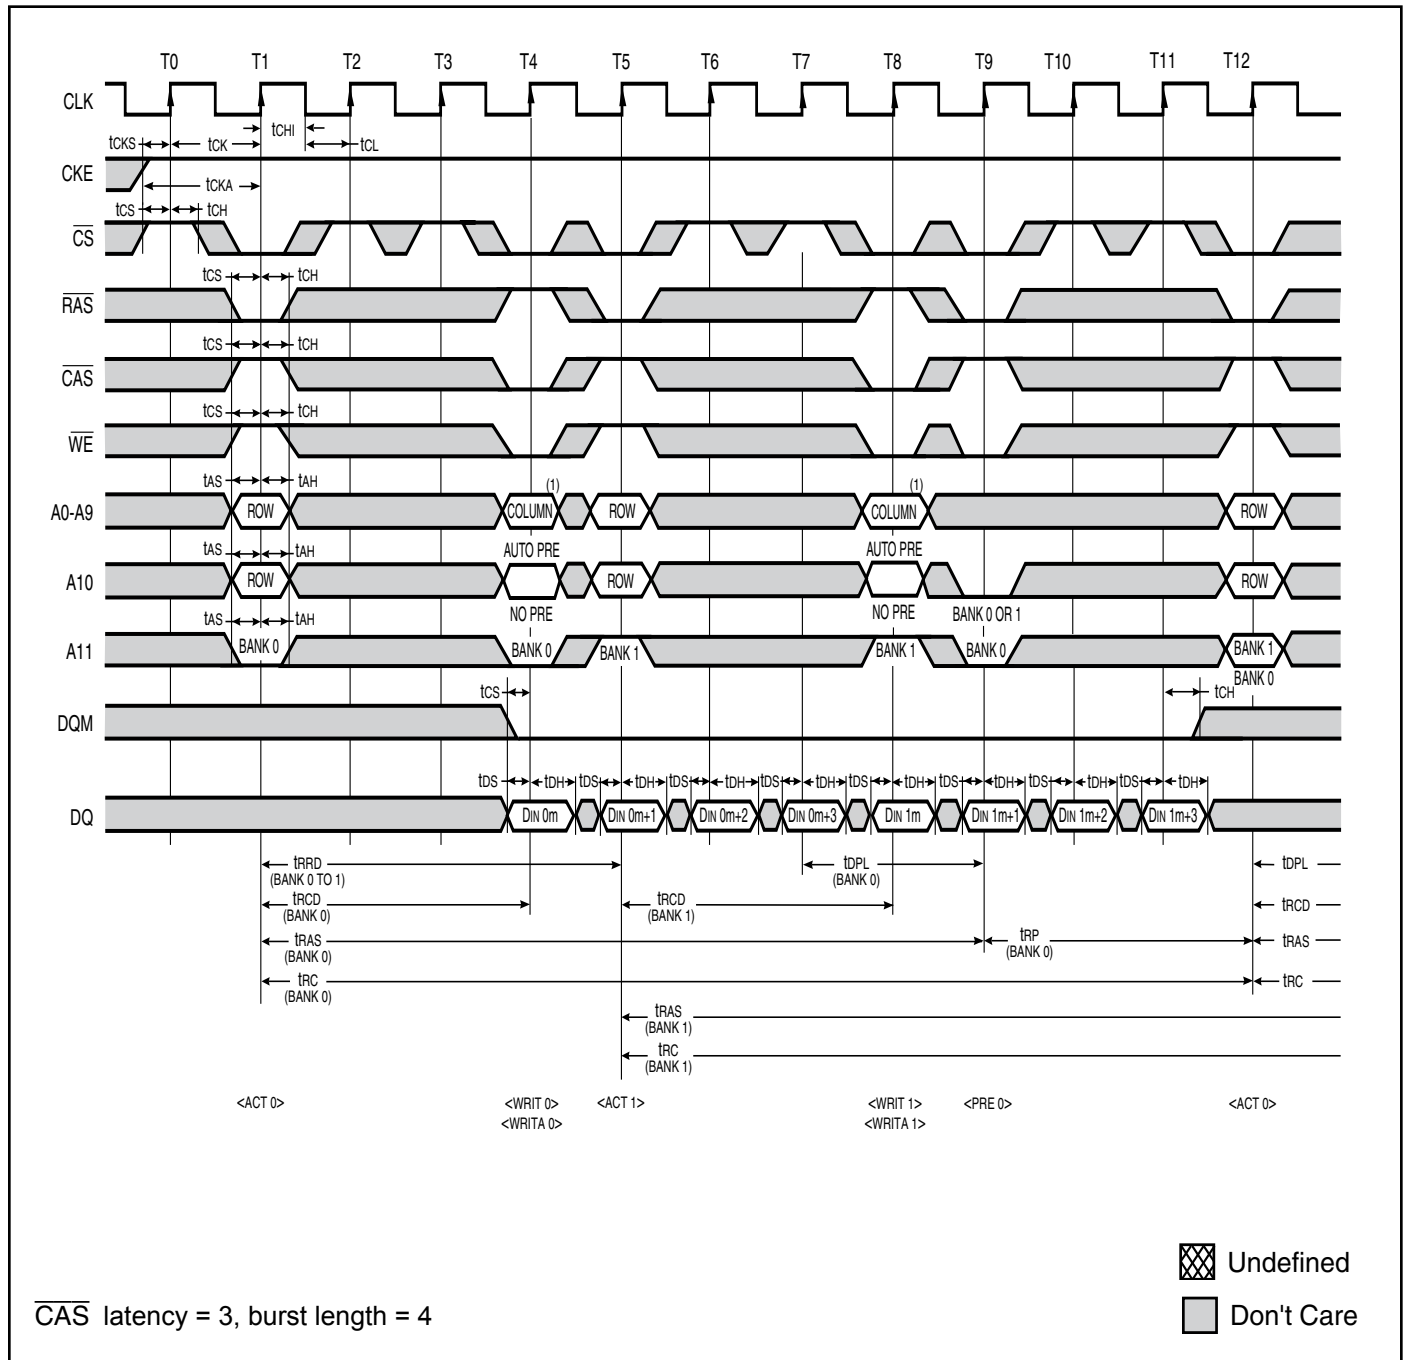 T0 T1 T2 T3 T4 T5 T6 T7 T8 T9 T10 T11 T12
CLK
tCHI
tCKS tCK tCL
CKE
tCKA
tCS tCH
CS
tCS tCH
RAS
tCS tCH
CAS
tCS tCH
WE
tAS tAH (1) (1)
A0-A9 ROW COLUMN ROW COLUMN ROW
tAS tAH AUTO PRE AUTO PRE
A10 ROW ROW ROW
NO PRE NO PRE BANK 0 OR 1
tAS tAH
A11 BANK 0 BANK 0 BANK 1 BANK 1 BANK 0 BANK 1
BANK 0
tCS tCH
DQM
tDS tDH tDS tDH tDS tDH tDS tDH tDS tDH tDS tDH tDS tDH tDS tDH
DQ DIN 0m DIN 0m+1 DIN 0m+2 DIN 0m+3 DIN 1m DIN 1m+1 DIN 1m+2 DIN 1m+3
tRRD tDPL tDPL
(BANK 0 TO 1) (BANK 0)
tRCD tRCD tRCD
(BANK 0) (BANK 1)
tRAS tRP tRAS
(BANK 0) (BANK 0)
tRC tRC
(BANK 0)
tRAS
(BANK 1)
tRC
(BANK 1)
<ACT 0> <WRIT 0> <ACT 1> <WRIT 1> <PRE 0> <ACT 0>
<WRITA 0> <WRITA 1>
Undefined
CAS latency = 3, burst length = 4 Don't Care